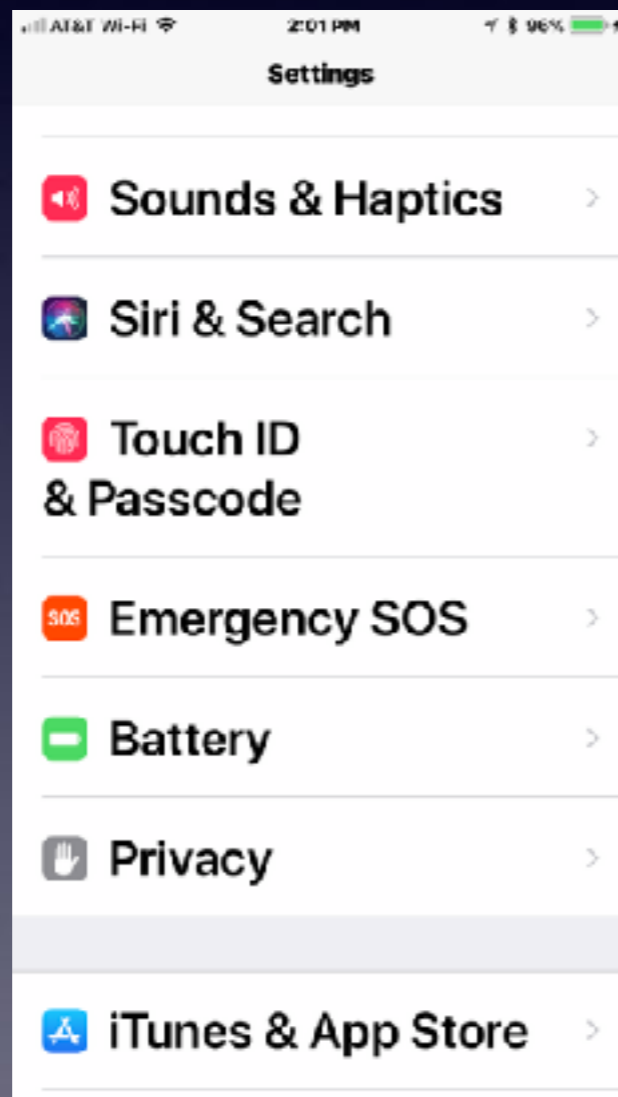 AT&T Wi-Fi 2:01 PM 96%
Settings
Sounds & Haptics
Siri & Search
Touch ID
& Passcode
SOS Emergency SOS
Battery
Privacy
iTunes & App Store